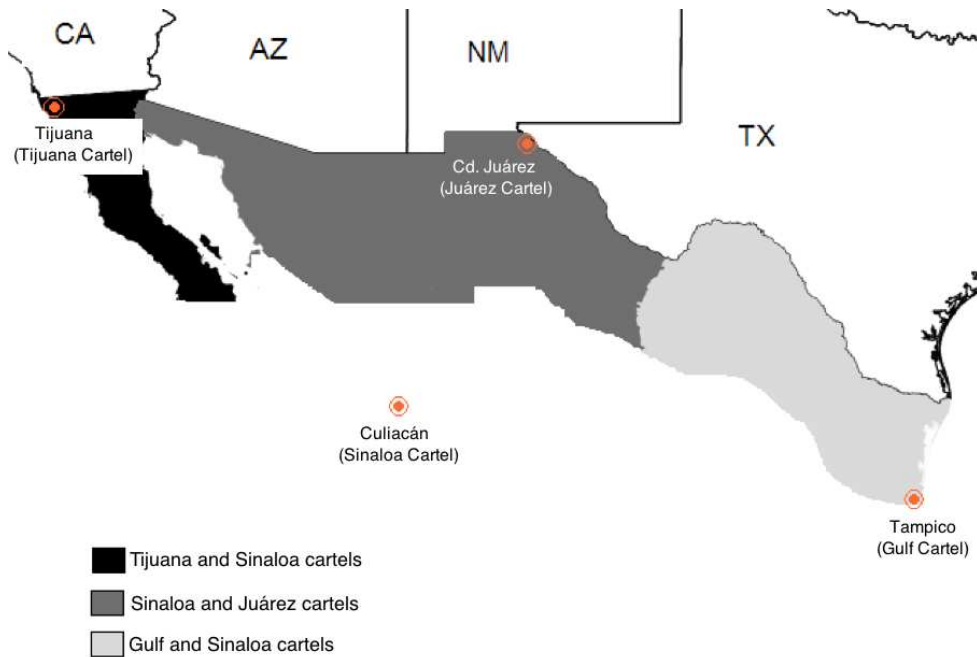 CA
AZ
NM
TX
Tijuana
(Tijuana Cartel)
Cd. Juárez
(Juárez Cartel)
Culiacán
(Sinaloa Cartel)
Tampico
(Gulf Cartel)
Tijuana and Sinaloa cartels
Sinaloa and Juárez cartels
Gulf and Sinaloa cartels